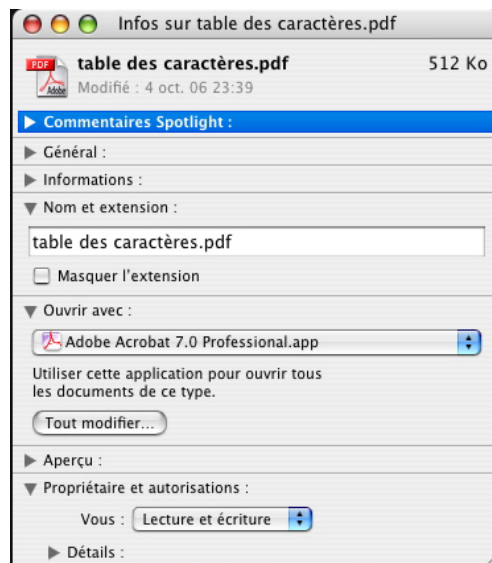 Infos sur table des caractères.pdf
PDF
Adobe
table des caractères.pdf 512 Ko
Modifié : 4 oct. 06 23:39
Commentaires Spotlight :
Général :
Informations :
Nom et extension :
table des caractères.pdf
Masquer l'extension
Ouvrir avec :
Adobe Acrobat 7.0 Professional.app
Utiliser cette application pour ouvrir tous
les documents de ce type.
Tout modifier...
Aperçu :
Propriétaire et autorisations :
Vous : Lecture et écriture
Détails :